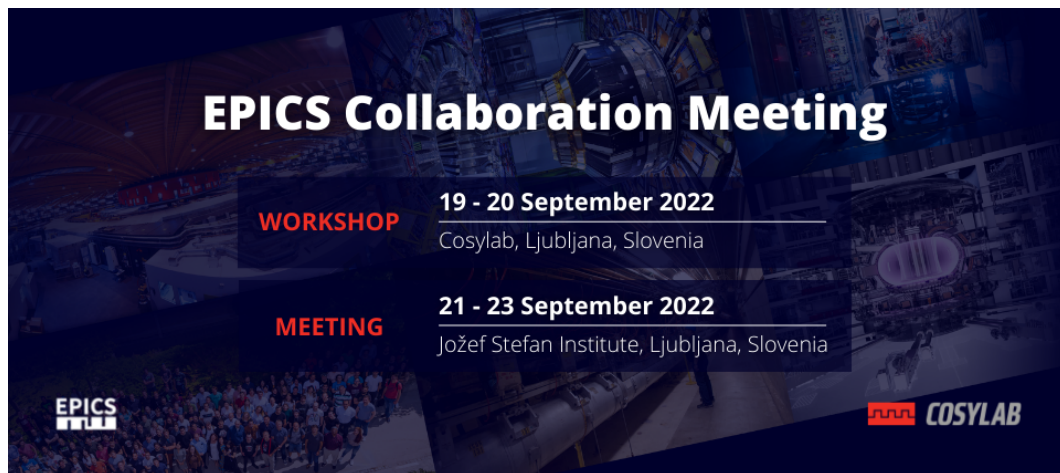 EPICS Collaboration Meeting
WORKSHOP
19 - 20 September 2022
Cosylab, Ljubljana, Slovenia
MEETING
21 - 23 September 2022
Jožef Stefan Institute, Ljubljana, Slovenia
EPICS
COSYLAB